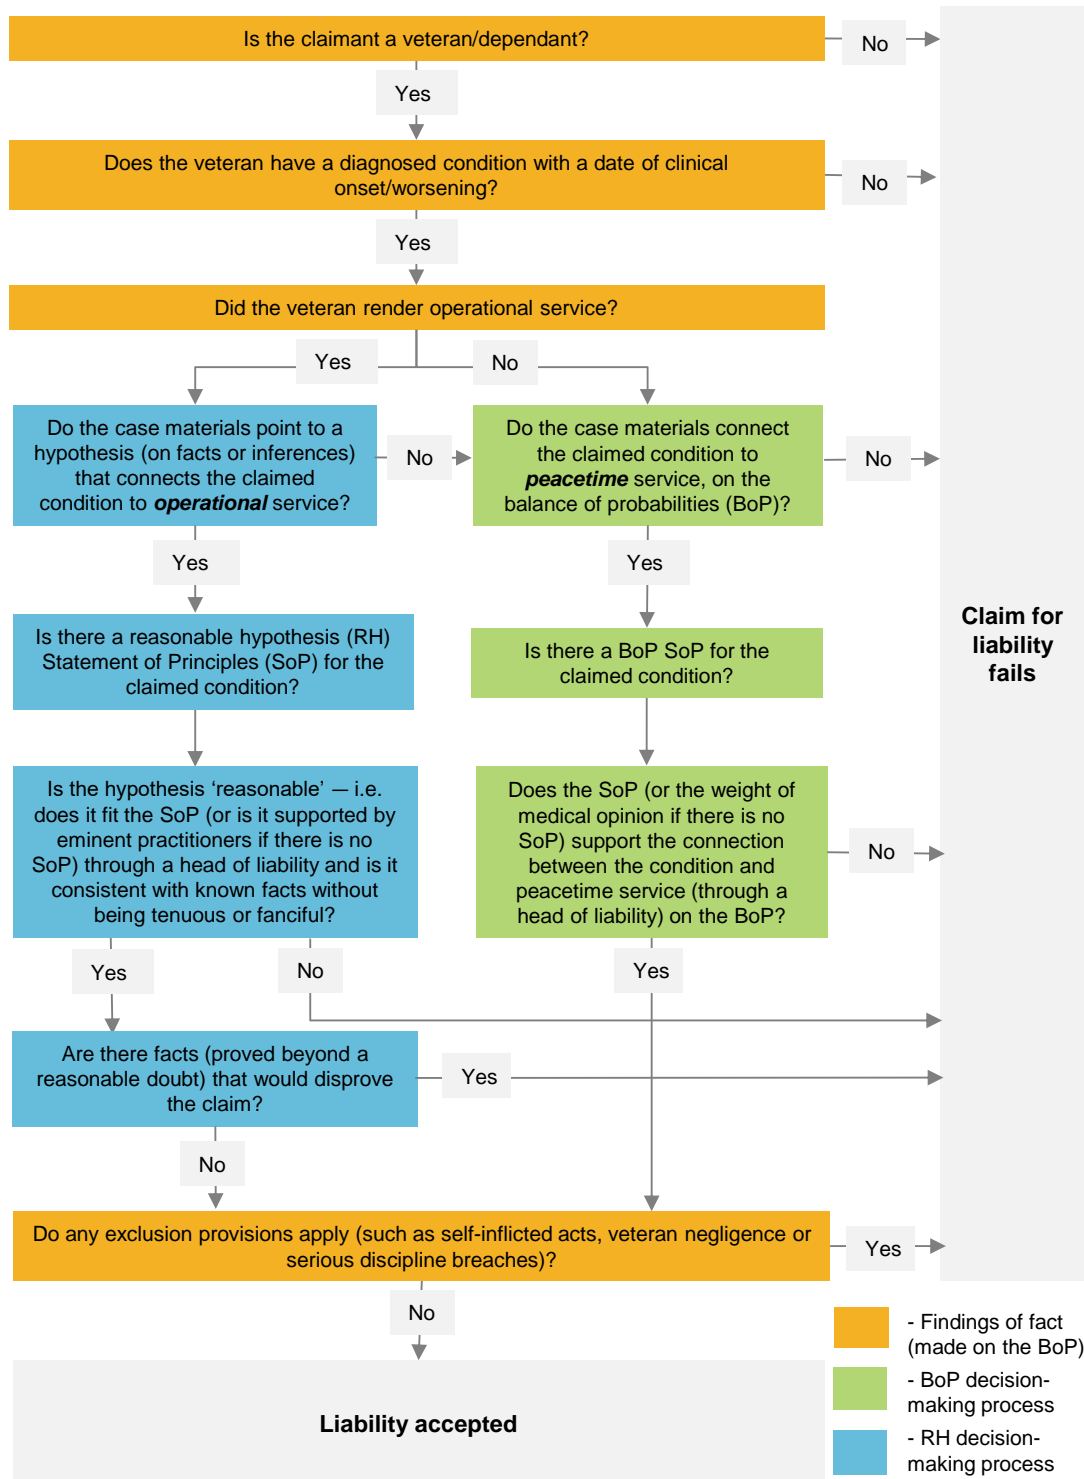 Is the claimant a veteran/dependant?
No
Yes
Does the veteran have a diagnosed condition with a date of clinical
onset/worsening?
No
Yes
Did the veteran render operational service?
Yes
No
Do the case materials point to a
hypothesis (on facts or inferences)
that connects the claimed
condition to operational service?
No
Do the case materials connect
the claimed condition to
peacetime service, on the
balance of probabilities (BoP)?
No
Yes
Yes
Is there a reasonable hypothesis (RH)
Statement of Principles (SoP) for the
claimed condition?
Is there a BoP SoP for the
claimed condition?
Claim for
liability
fails
Is the hypothesis ‘reasonable’ — i.e.
does it fit the SoP (or is it supported by
eminent practitioners if there is no
SoP) through a head of liability and is it
consistent with known facts without
being tenuous or fanciful?
Does the SoP (or the weight of
medical opinion if there is no
SoP) support the connection
between the condition and
peacetime service (through a
head of liability) on the BoP?
No
Yes
No
Yes
Are there facts (proved beyond a
reasonable doubt) that would disprove
the claim?
Yes
No
Do any exclusion provisions apply (such as self-inflicted acts, veteran negligence or
serious discipline breaches)?
Yes
No
Liability accepted
- Findings of fact
(made on the BoP)
- BoP decision-
making process
- RH decision-
making process